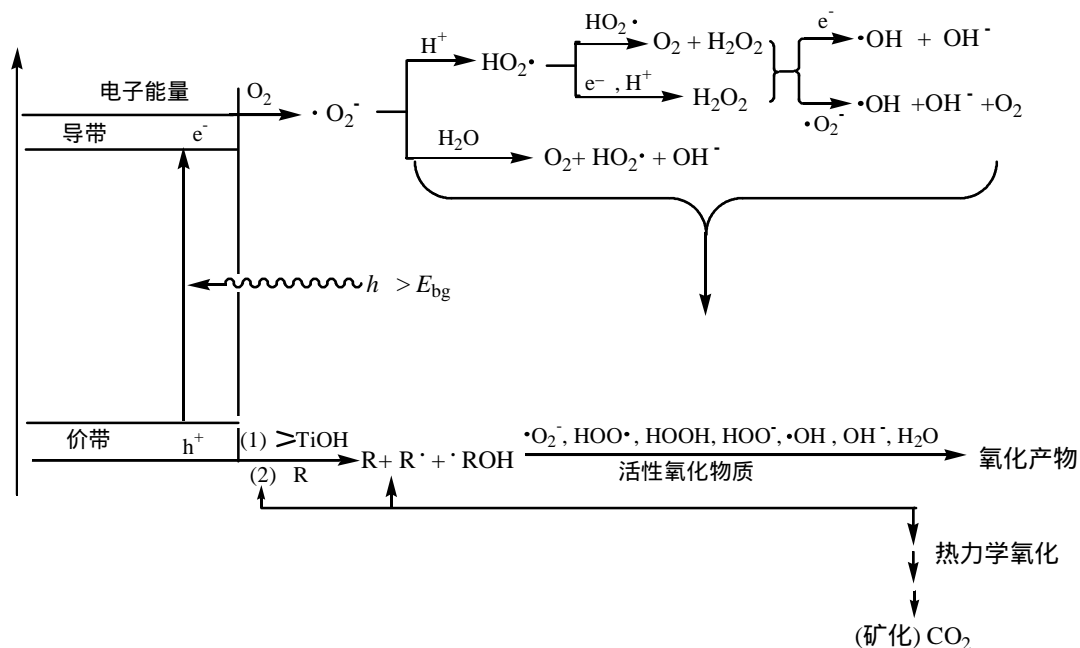 HO₂• e⁻
H⁺ HO₂• O₂ + H₂O₂ •OH + OH⁻
电子能量 O₂ • O₂⁻ e⁻ , H⁺ H₂O₂ •OH +OH⁻ +O₂
•O₂⁻
导带 e⁻ H₂O O₂+ HO₂• + OH⁻
h > E_bg
价带 h⁺ (1) >TiOH •O₂⁻, HOO•, HOOH, HOO⁻, •OH , OH⁻, H₂O
(2) R R+ R• + •ROH 活性氧化物质 氧化产物
热力学氧化
(矿化) CO₂